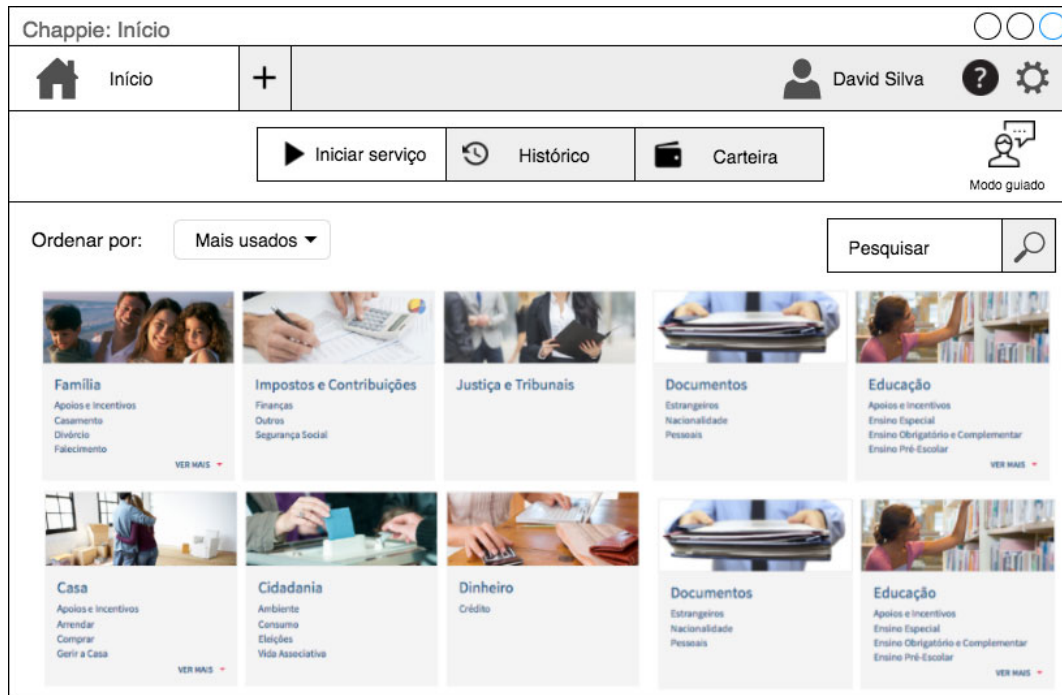 Chappie: Início
Início
+
David Silva
?
Iniciar serviço
Histórico
Carteira
Modo guiado
Ordenar por:
Mais usados
Pesquisar
Família
Apoios e Incentivos
Casamento
Divórcio
Falecimento
VER MAIS
Impostos e Contribuições
Finanças
Outros
Segurança Social
Justiça e Tribunais
Documentos
Estrangeiros
Nacionalidade
Pessoais
Educação
Apoios e Incentivos
Ensino Especial
Ensino Obrigatório e Complementar
Ensino Pré-Escolar
VER MAIS
Casa
Apoios e Incentivos
Arrendar
Comprar
Gerir a Casa
VER MAIS
Cidadania
Ambiente
Consumo
Eleições
Vida Associativa
Dinheiro
Crédito
Documentos
Estrangeiros
Nacionalidade
Pessoais
Educação
Apoios e Incentivos
Ensino Especial
Ensino Obrigatório e Complementar
Ensino Pré-Escolar
VER MAIS